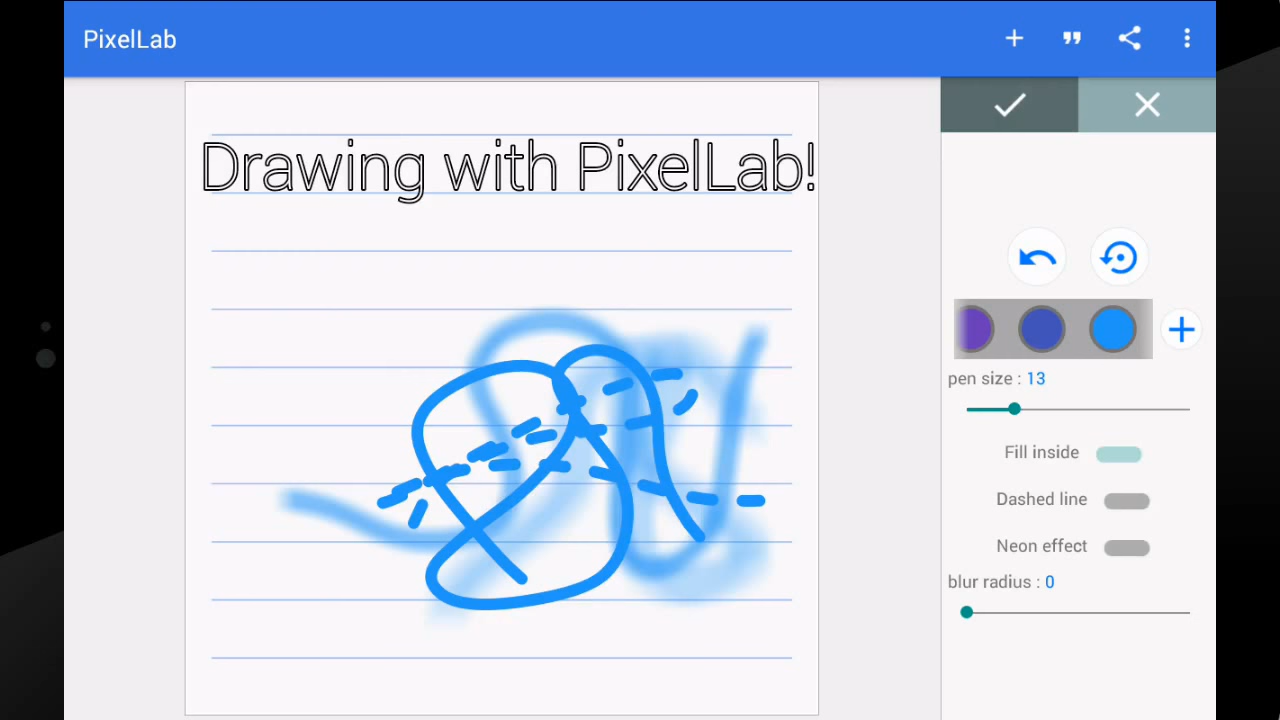 PixelLab
Drawing with PixelLab!
pen size : 13
Fill inside
Dashed line
Neon effect
blur radius : 0